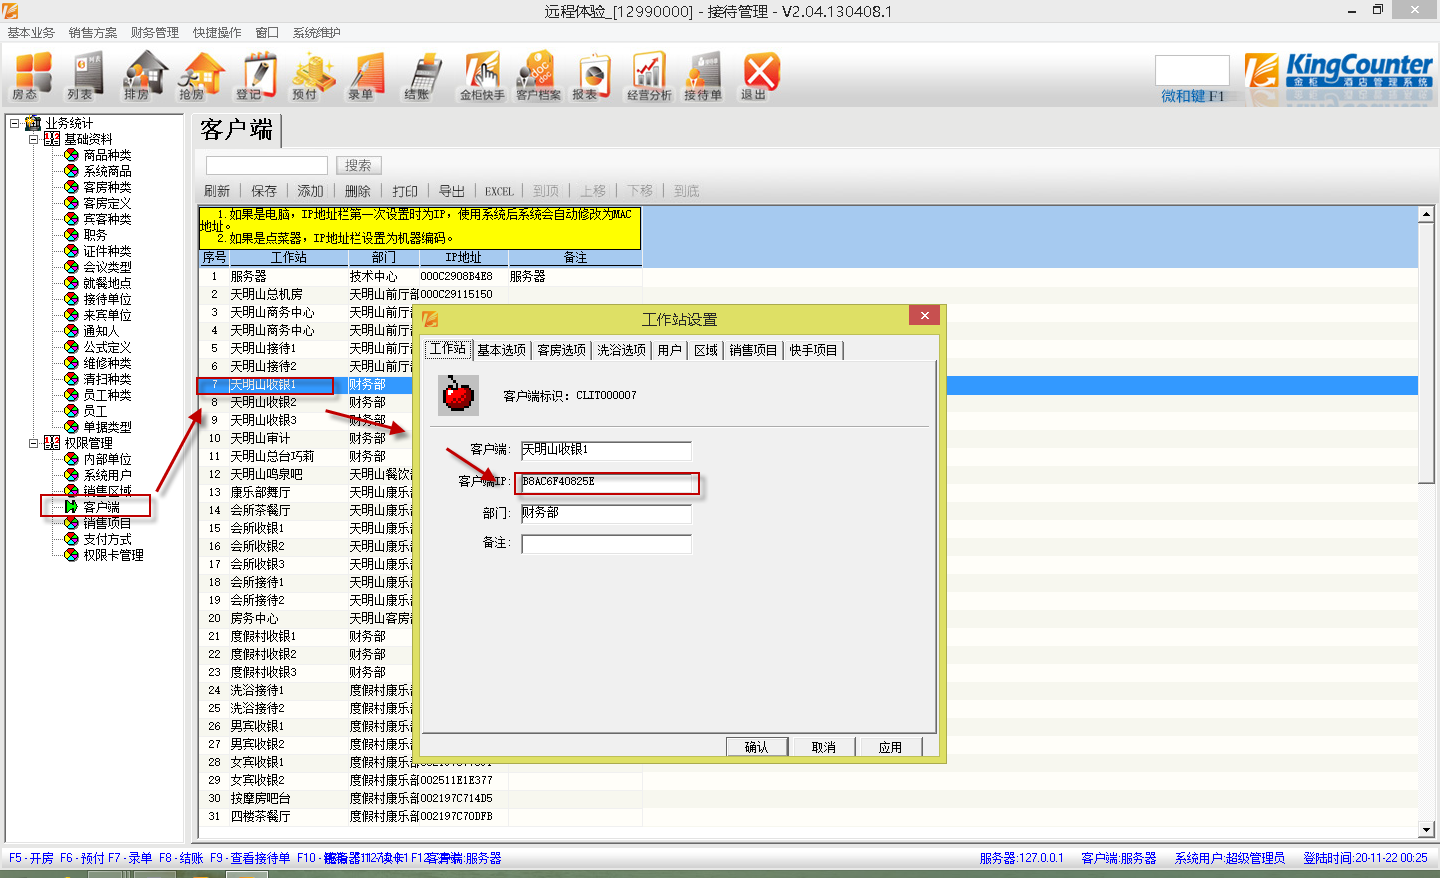 远程体验_[12990000] - 接待管理 - V2.04.130408.1
基本业务 销售方案 财务管理 快捷操作 窗口 系统维护
房态 列表 排房 抢房 登记 预付 录单 结账 金柜快手 客户档案 报表 经营分析 接待单 退出
KingCounter
金柜 酒店管理系统
微和键 F1
业务统计
基础资料
商品种类
系统商品
客房种类
客房定义
宾客种类
职务
证件种类
会议类型
就餐地点
接待单位
来宾单位
通知人
公式定义
维修种类
清扫种类
员工种类
员工
单据类型
权限管理
内部单位
系统用户
销售区域
客户端
销售项目
支付方式
权限卡管理
客户端
搜索
刷新 保存 添加 删除 打印 导出 EXCEL 到顶 上移 下移 到底
1.如果是电脑，IP地址栏第一次设置时为IP，使用系统后系统会自动修改为MAC
地址。
2.如果是点菜器，IP地址栏设置为机器编码。
序号 工作站 部门 IP地址 备注
1 服务器 技术中心 000C2908B4E8 服务器
2 天明山总机房 天明山前厅部 000C29115150
3 天明山商务中心 天明山前厅
4 天明山商务中心 天明山前厅
5 天明山接待1 天明山前厅
6 天明山接待2 天明山前厅
7 天明山收银1 财务部
8 天明山收银2 财务部
9 天明山收银3 财务部
10 天明山审计 财务部
11 天明山总台巧莉 财务部
12 天明山鸣泉吧 天明山餐饮
13 康乐部舞厅 天明山康乐
14 会所茶餐厅 天明山康乐
15 会所收银1 天明山康乐
16 会所收银2 天明山康乐
17 会所收银3 天明山康乐
18 会所接待1 天明山康乐
19 会所接待2 天明山康乐
20 房务中心 天明山客房
21 度假村收银1 财务部
22 度假村收银2 财务部
23 度假村收银3 财务部
24 洗浴接待1 度假村康乐
25 洗浴接待2 度假村康乐
26 男宾收银1 度假村康乐
27 男宾收银2 度假村康乐
28 女宾收银1 度假村康乐部
29 女宾收银2 度假村康乐部 002511E1E377
30 按摩房吧台 度假村康乐部 002197C714D5
31 四楼茶餐厅 度假村康乐部 002197C70DFB
工作站设置
工作站 基本选项 客房选项 洗浴选项 用户 区域 销售项目 快手项目
客户端标识: CLIT000007
客户端: 天明山收银1
客户端IP: B8AC6F40825E
部门: 财务部
备注:
确认 取消 应用
F5 - 开房 F6 - 预付 F7 - 录单 F8 - 结账 F9 - 查看接待单 F10 -
服务器:127.0.0.1 客户端:服务器 系统用户:超级管理员 登陆时间:20-11-22 00:25